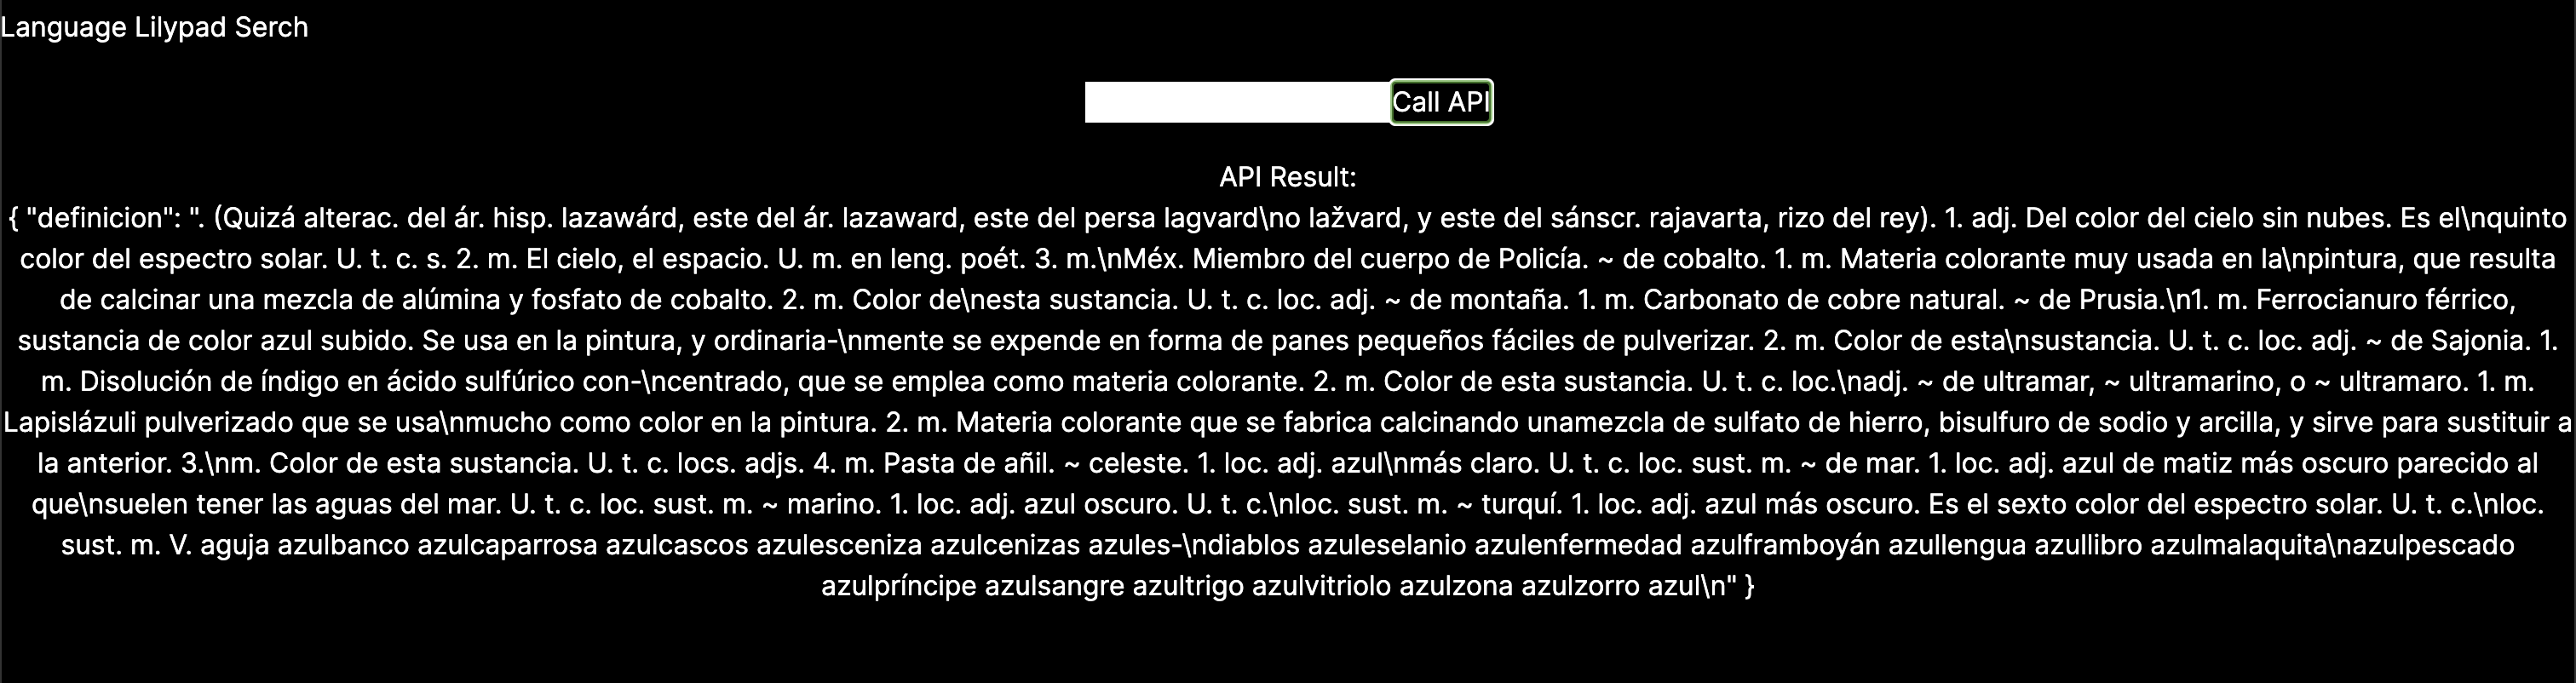 Language Lilypad Serch
Call API
API Result:
{ "definicion": ". (Quizá alterac. del ár. hisp. lazawárd, este del ár. lazaward, este del persa lagvard\no lažvard, y este del sánscr. rajavarta, rizo del rey). 1. adj. Del color del cielo sin nubes. Es el\nquinto
color del espectro solar. U. t. c. s. 2. m. El cielo, el espacio. U. m. en leng. poét. 3. m.\nMéx. Miembro del cuerpo de Policía. ~ de cobalto. 1. m. Materia colorante muy usada en la\npintura, que resulta
de calcinar una mezcla de alúmina y fosfato de cobalto. 2. m. Color de\nesta sustancia. U. t. c. loc. adj. ~ de montaña. 1. m. Carbonato de cobre natural. ~ de Prusia.\n1. m. Ferrocianuro férrico,
sustancia de color azul subido. Se usa en la pintura, y ordinaria-\nmente se expende en forma de panes pequeños fáciles de pulverizar. 2. m. Color de esta\nsustancia. U. t. c. loc. adj. ~ de Sajonia. 1.
m. Disolución de índigo en ácido sulfúrico con-\ncentrado, que se emplea como materia colorante. 2. m. Color de esta sustancia. U. t. c. loc.\nadj. ~ de ultramar, ~ ultramarino, o ~ ultramaro. 1. m.
Lapislázuli pulverizado que se usa\nmucho como color en la pintura. 2. m. Materia colorante que se fabrica calcinando unamezcla de sulfato de hierro, bisulfuro de sodio y arcilla, y sirve para sustituir a
la anterior. 3.\nm. Color de esta sustancia. U. t. c. locs. adjs. 4. m. Pasta de añil. ~ celeste. 1. loc. adj. azul\nmás claro. U. t. c. loc. sust. m. ~ de mar. 1. loc. adj. azul de matiz más oscuro parecido al
que\nsuelen tener las aguas del mar. U. t. c. loc. sust. m. ~ marino. 1. loc. adj. azul oscuro. U. t. c.\nloc. sust. m. ~ turquí. 1. loc. adj. azul más oscuro. Es el sexto color del espectro solar. U. t. c.\nloc.
sust. m. V. aguja azulbanco azulcaparrosa azulcascos azulesceniza azulcenizas azules-\ndiablos azuleselanio azulenfermedad azulframboyán azullengua azullibro azulmalaquita\nazulpescado
azulpríncipe azulsangre azultrigo azulvitriolo azulzona azulzorro azul\n" }